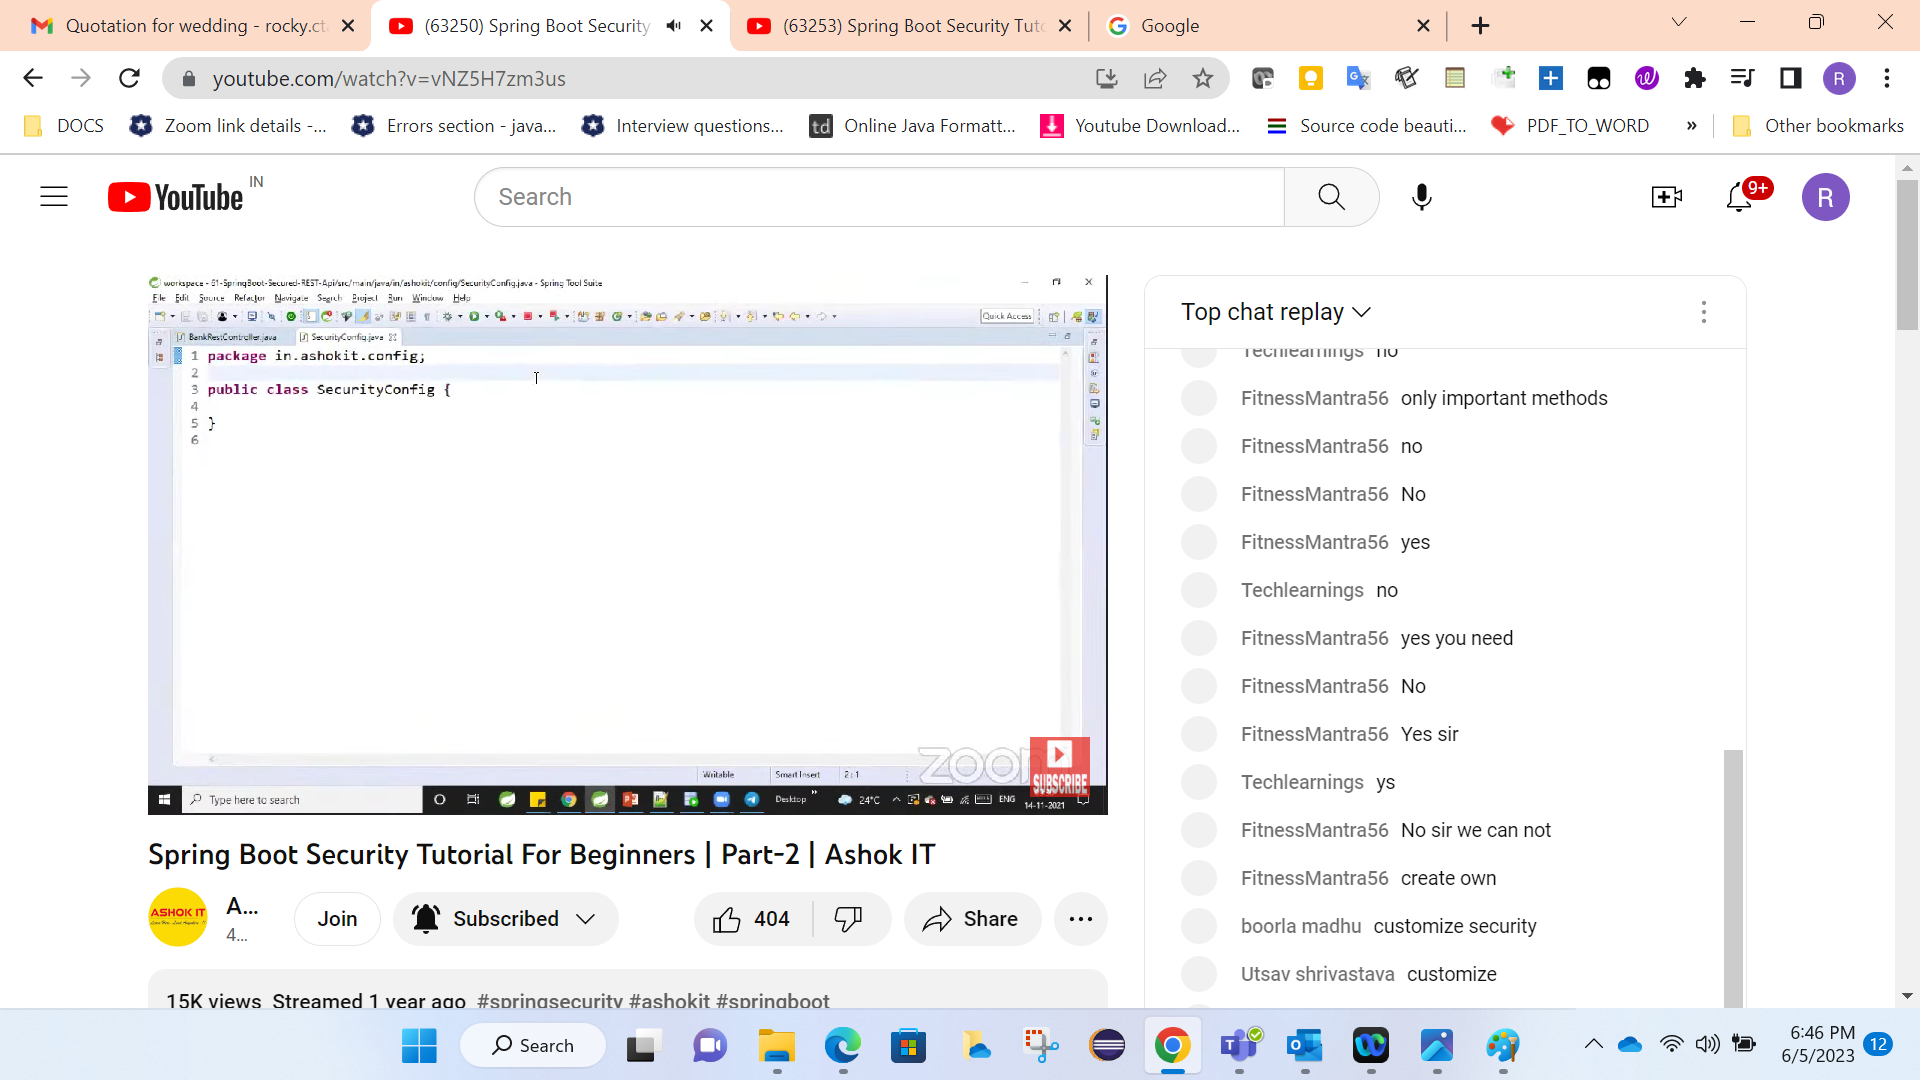 Quotation for wedding - rocky.ct
(63250) Spring Boot Security
(63253) Spring Boot Security Tut
Google
youtube.com/watch?v=vNZ5H7zm3us
R
DOCS
Zoom link details -...
Errors section - java...
Interview questions...
td
Online Java Formatt...
Youtube Download...
Source code beauti...
PDF_TO_WORD
»
Other bookmarks
YouTube IN
Search
9+
R
workspace - 61-SpringBoot-Secured-REST-Api/src/main/java/in/ashokit/config/SecurityConfig.java - Spring Tool Suite
File Edit Source Refactor Navigate Search Project Run Window Help
Quick Access
BankRestController.java
SecurityConfig.java
1 package in.ashokit.config;
2
3 public class SecurityConfig {
4
5 }
6
Writable
Smart Insert
2:1
zoom
SUBSCRIBE
Type here to search
Desktop
24°C
ENG
14-11-2021
Top chat replay
Techlearnings no
FitnessMantra56 only important methods
FitnessMantra56 no
FitnessMantra56 No
FitnessMantra56 yes
Techlearnings no
FitnessMantra56 yes you need
FitnessMantra56 No
FitnessMantra56 Yes sir
Techlearnings ys
FitnessMantra56 No sir we can not
FitnessMantra56 create own
boorla madhu customize security
Utsav shrivastava customize
Spring Boot Security Tutorial For Beginners | Part-2 | Ashok IT
ASHOK IT
A...
4...
Join
Subscribed
404
Share
15K views Streamed 1 year ago #springsecurity #ashokit #springboot
Search
6:46 PM
6/5/2023
12